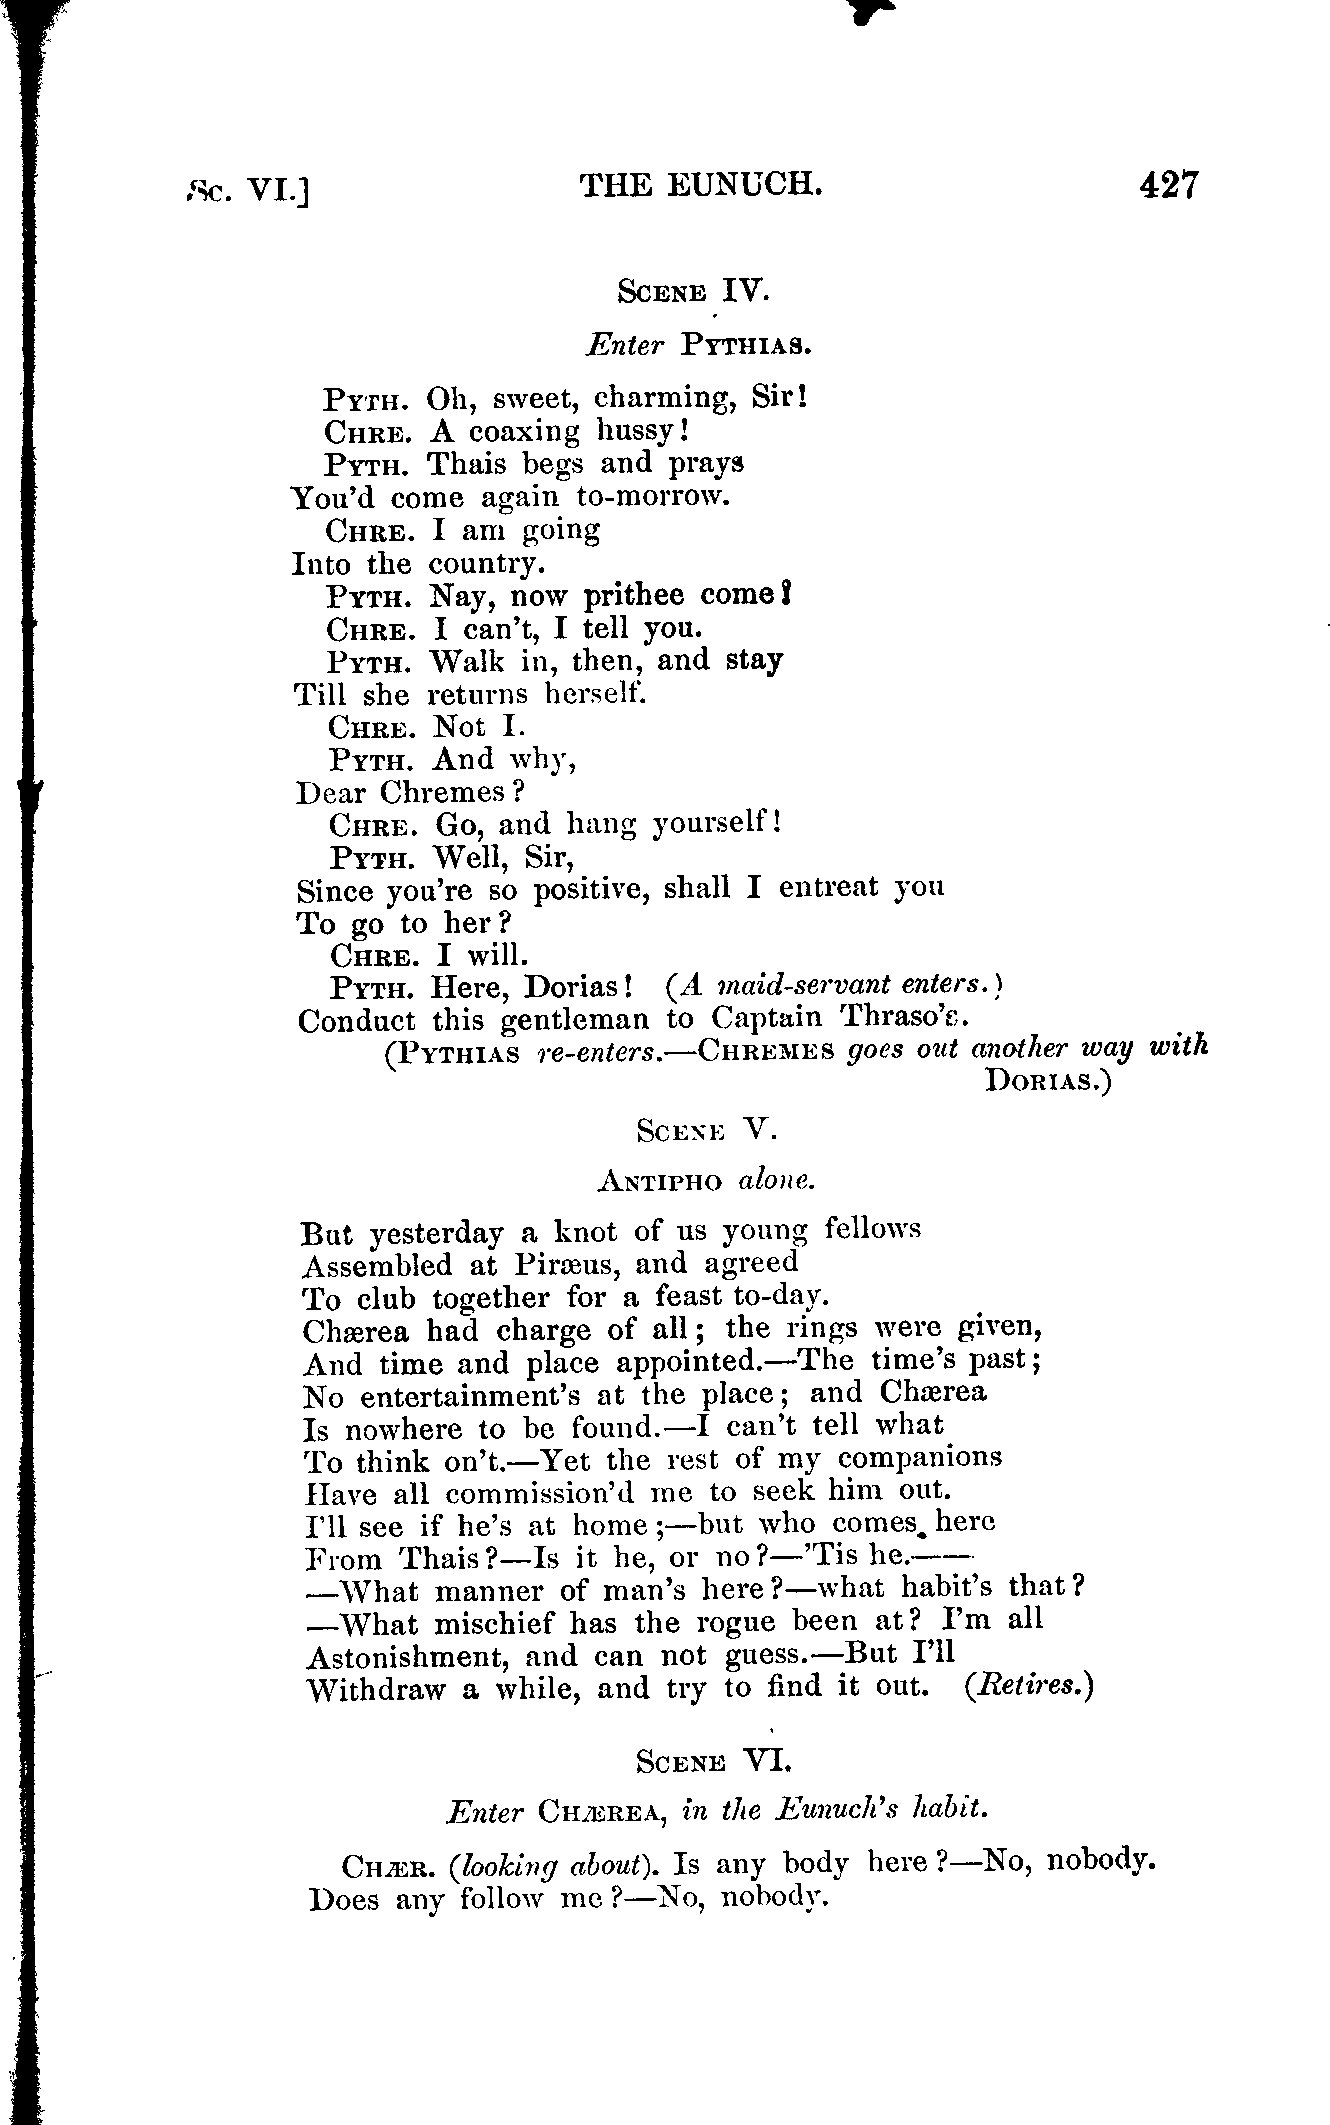 Sc. VI.] THE EUNUCH. 427
SCENE IV.
Enter PYTHIAS.
PYTH. Oh, sweet, charming, Sir!
CHRE. A coaxing hussy!
PYTH. Thais begs and prays
You'd come again to-morrow.
CHRE. I am going
Into the country.
PYTH. Nay, now prithee come!
CHRE. I can't, I tell you.
PYTH. Walk in, then, and stay
Till she returns herself.
CHRE. Not I.
PYTH. And why,
Dear Chremes?
CHRE. Go, and hang yourself!
PYTH. Well, Sir,
Since you're so positive, shall I entreat you
To go to her?
CHRE. I will.
PYTH. Here, Dorias! (A maid-servant enters.)
Conduct this gentleman to Captain Thraso's.
(PYTHIAS re-enters.—CHREMES goes out another way with
DORIAS.)
SCENE V.
ANTIPHO alone.
But yesterday a knot of us young fellows
Assembled at Piræus, and agreed
To club together for a feast to-day.
Chærea had charge of all; the rings were given,
And time and place appointed.—The time's past;
No entertainment's at the place; and Chærea
Is nowhere to be found.—I can't tell what
To think on't.—Yet the rest of my companions
Have all commission'd me to seek him out.
I'll see if he's at home;—but who comes here
From Thais?—Is it he, or no?—'Tis he.——
—What manner of man's here?—what habit's that?
—What mischief has the rogue been at? I'm all
Astonishment, and can not guess.—But I'll
Withdraw a while, and try to find it out. (Retires.)
SCENE VI.
Enter CHÆREA, in the Eunuch's habit.
CHÆR. (looking about). Is any body here?—No, nobody.
Does any follow me?—No, nobody.